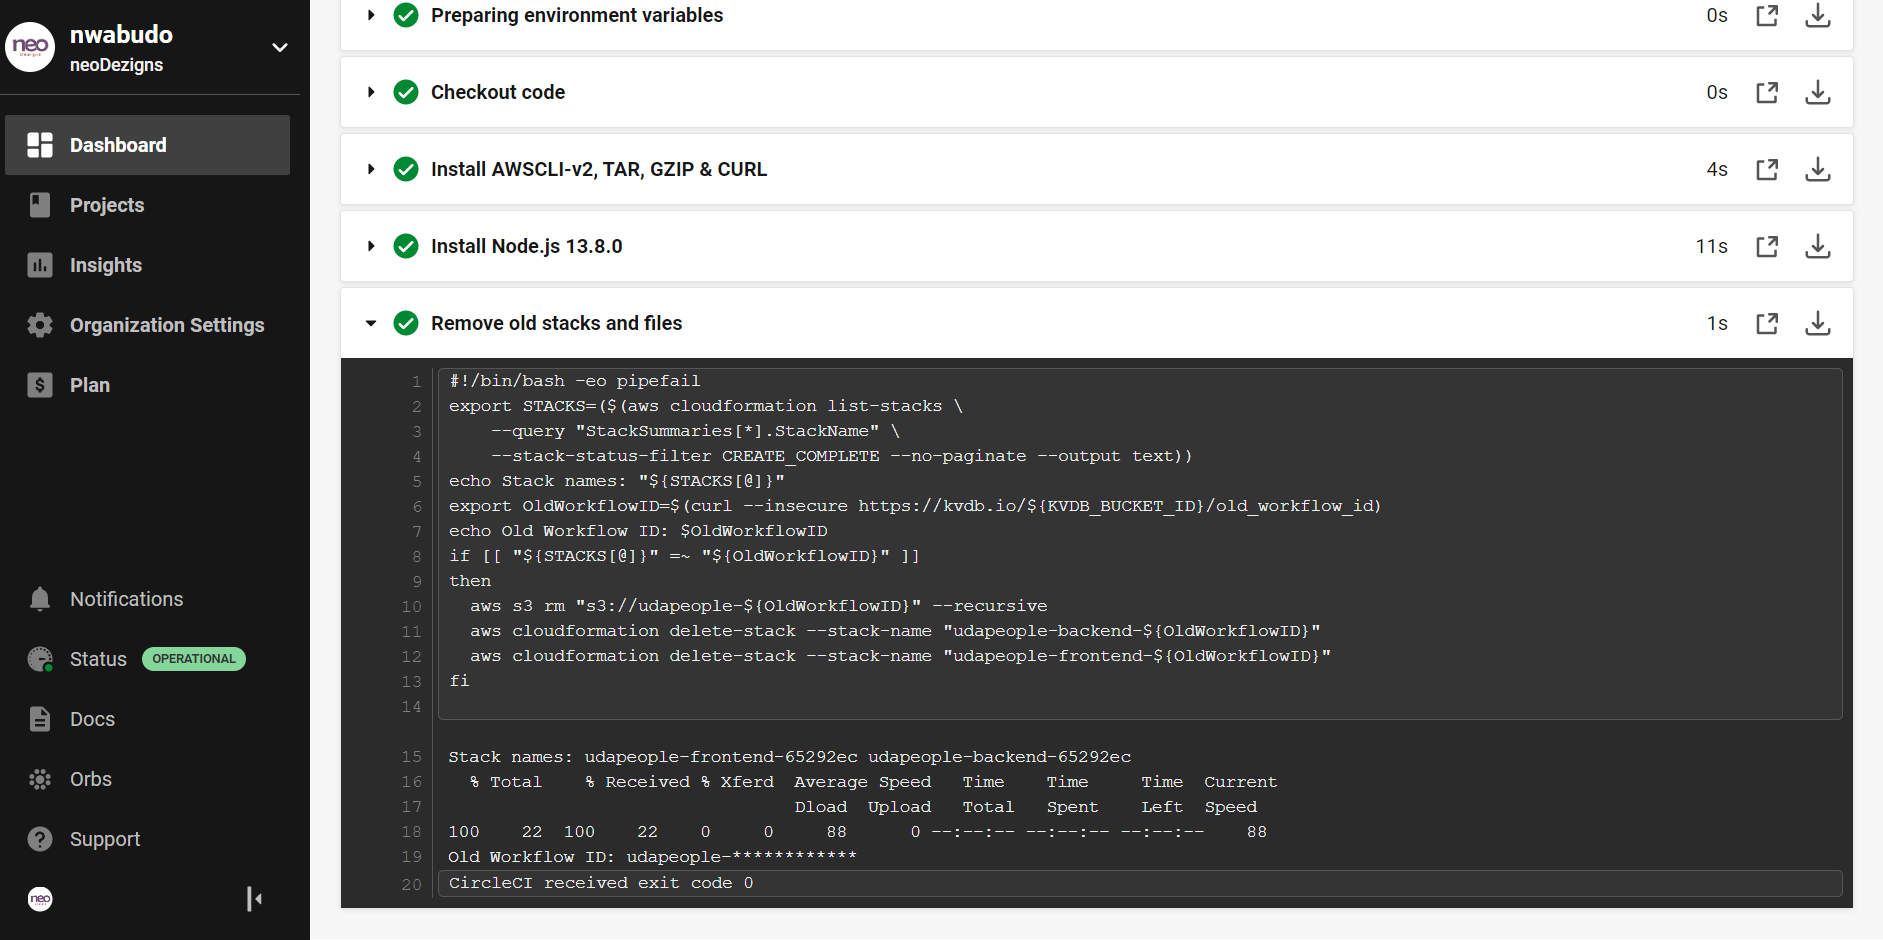 neo
nwabudo
neoDezigns
Dashboard
Projects
Insights
Organization Settings
Plan
Notifications
Status OPERATIONAL
Docs
Orbs
Support
neo
Preparing environment variables 0s
Checkout code 0s
Install AWSCLI-v2, TAR, GZIP & CURL 4s
Install Node.js 13.8.0 11s
Remove old stacks and files 1s
1 #!/bin/bash -eo pipefail
2 export STACKS=($(aws cloudformation list-stacks \
3     --query "StackSummaries[*].StackName" \
4     --stack-status-filter CREATE_COMPLETE --no-paginate --output text))
5 echo Stack names: "${STACKS[@]}"
6 export OldWorkflowID=$(curl --insecure https://kvdb.io/${KVDB_BUCKET_ID}/old_workflow_id)
7 echo Old Workflow ID: $OldWorkflowID
8 if [[ "${STACKS[@]}" =~ "${OldWorkflowID}" ]]
9 then
10   aws s3 rm "s3://udapeople-${OldWorkflowID}" --recursive
11   aws cloudformation delete-stack --stack-name "udapeople-backend-${OldWorkflowID}"
12   aws cloudformation delete-stack --stack-name "udapeople-frontend-${OldWorkflowID}"
13 fi
14
15 Stack names: udapeople-frontend-65292ec udapeople-backend-65292ec
16   % Total    % Received % Xferd  Average Speed   Time    Time     Time  Current
17                                  Dload  Upload   Total   Spent    Left  Speed
18 100    22  100    22    0     0     88      0 --:--:-- --:--:-- --:--:--    88
19 Old Workflow ID: udapeople-************
20 CircleCI received exit code 0